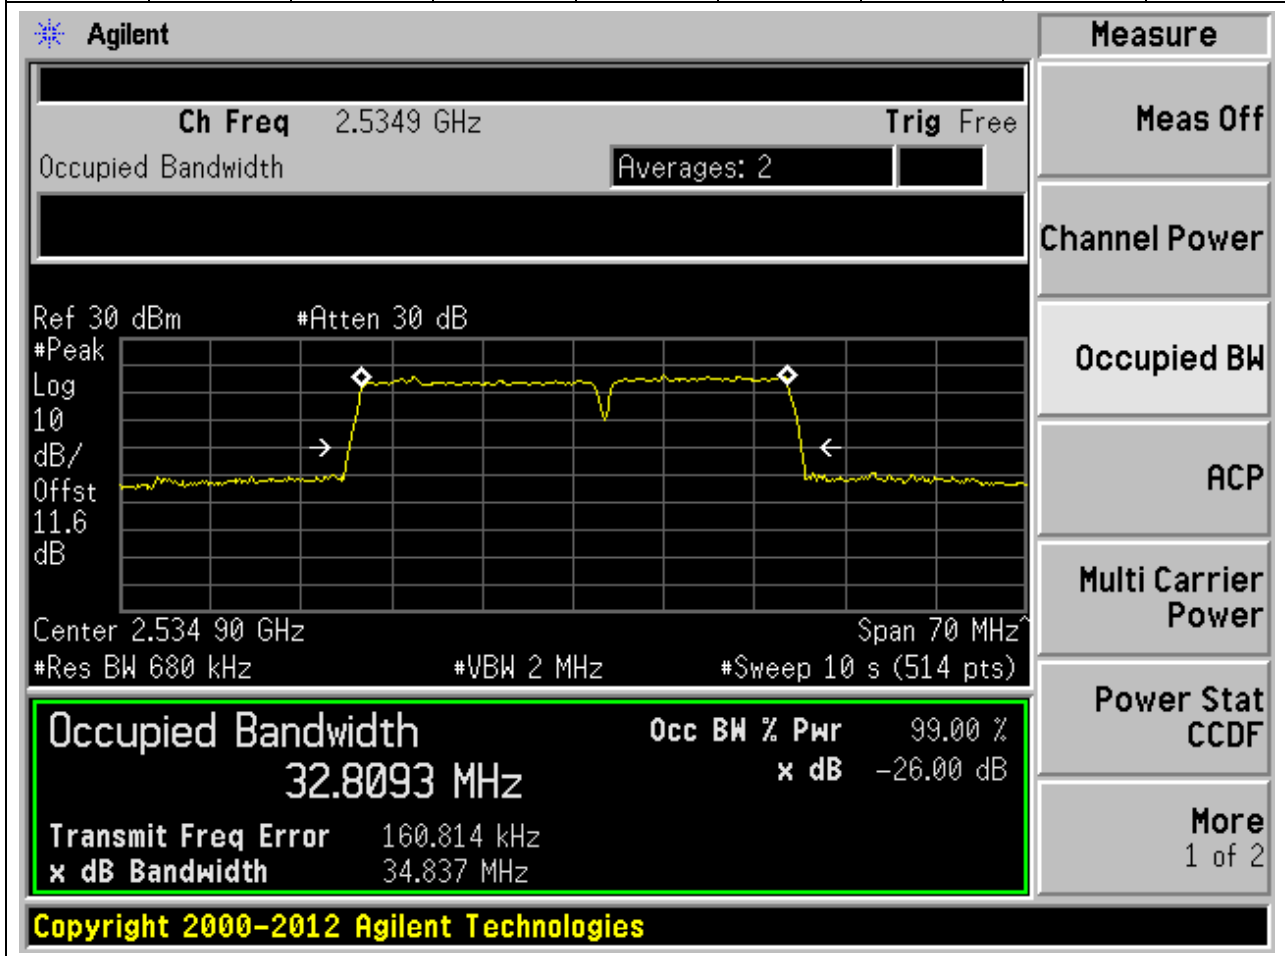 Agilent
Measure
Ch Freq 2.5349 GHz Trig Free
Meas Off
Occupied Bandwidth Averages: 2
Channel Power
Ref 30 dBm #Atten 30 dB
#Peak
Log
10
dB/
Offst
11.6
dB
Occupied BW
ACP
Center 2.534 90 GHz Span 70 MHz^
#Res BW 680 kHz #VBW 2 MHz #Sweep 10 s (514 pts)
Multi Carrier
Power
Occupied Bandwidth Occ BW % Pwr 99.00 %
32.8093 MHz x dB -26.00 dB
Transmit Freq Error 160.814 kHz
x dB Bandwidth 34.837 MHz
Power Stat
CCDF
More
1 of 2
Copyright 2000-2012 Agilent Technologies